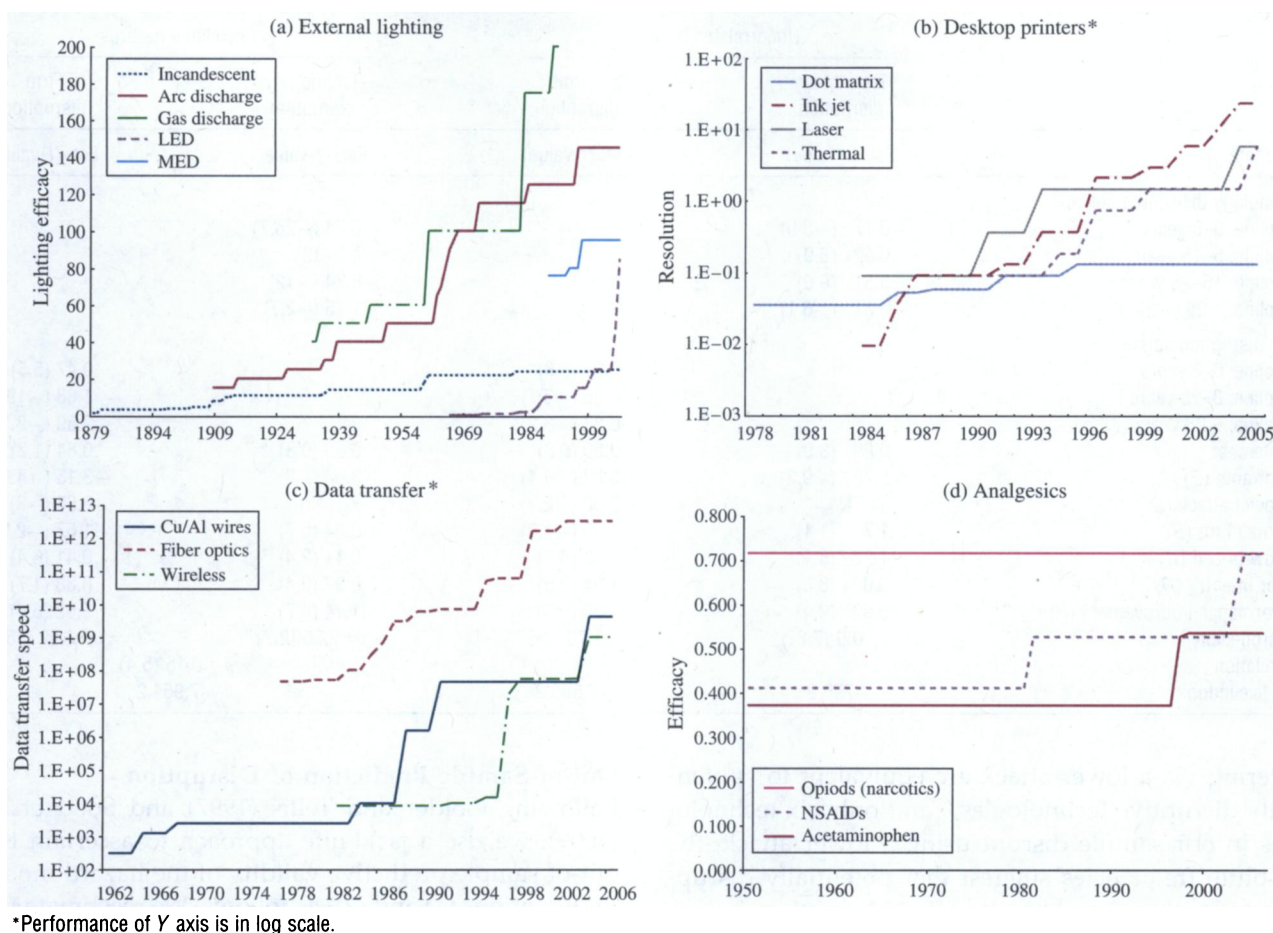 (a) External lighting
200
180
160
140
120
100
80
60
40
20
0
Lighting efficacy
Incandescent
Arc discharge
Gas discharge
LED
MED
1879 1894 1909 1924 1939 1954 1969 1984 1999
(b) Desktop printers*
1.E+02
1.E+01
1.E+00
1.E−01
1.E−02
1.E−03
Resolution
Dot matrix
Ink jet
Laser
Thermal
1978 1981 1984 1987 1990 1993 1996 1999 2002 2005
(c) Data transfer*
1.E+13
1.E+12
1.E+11
1.E+10
1.E+09
1.E+08
1.E+07
1.E+06
1.E+05
1.E+04
1.E+03
1.E+02
Data transfer speed
Cu/Al wires
Fiber optics
Wireless
1962 1966 1970 1974 1978 1982 1986 1990 1994 1998 2002 2006
(d) Analgesics
0.800
0.700
0.600
0.500
0.400
0.300
0.200
0.100
0.000
Efficacy
Opiods (narcotics)
NSAIDs
Acetaminophen
1950 1960 1970 1980 1990 2000
*Performance of Y axis is in log scale.